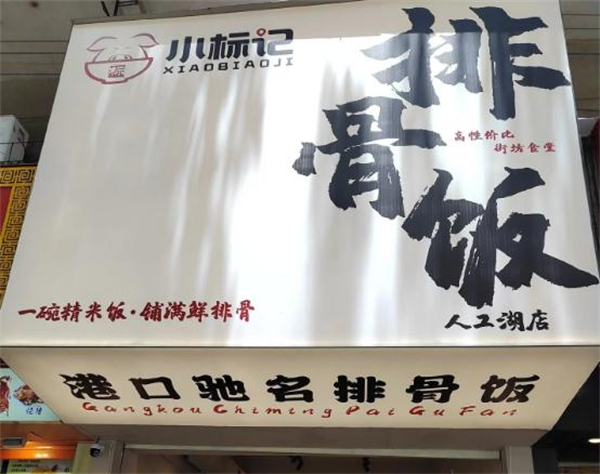 小标记
XIAOBIAOJI
排骨饭
高性价比
街坊食堂
一碗精米饭·铺满鲜排骨
人工湖店
港口驰名排骨饭
Gangkou Chiming Pai Gu Fan